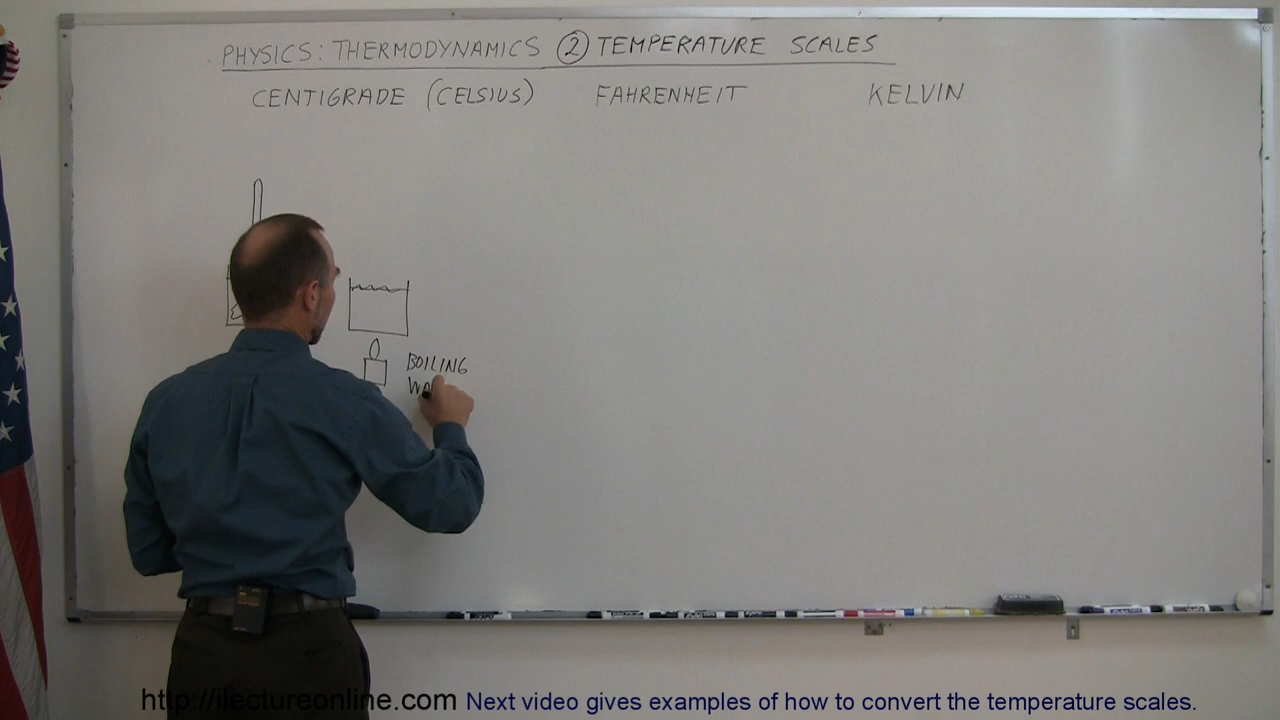 PHYSICS: THERMODYNAMICS ② TEMPERATURE SCALES
CENTIGRADE (CELSIUS) FAHRENHEIT KELVIN
BOILING
WA
http://ilectureonline.com Next video gives examples of how to convert the temperature scales.